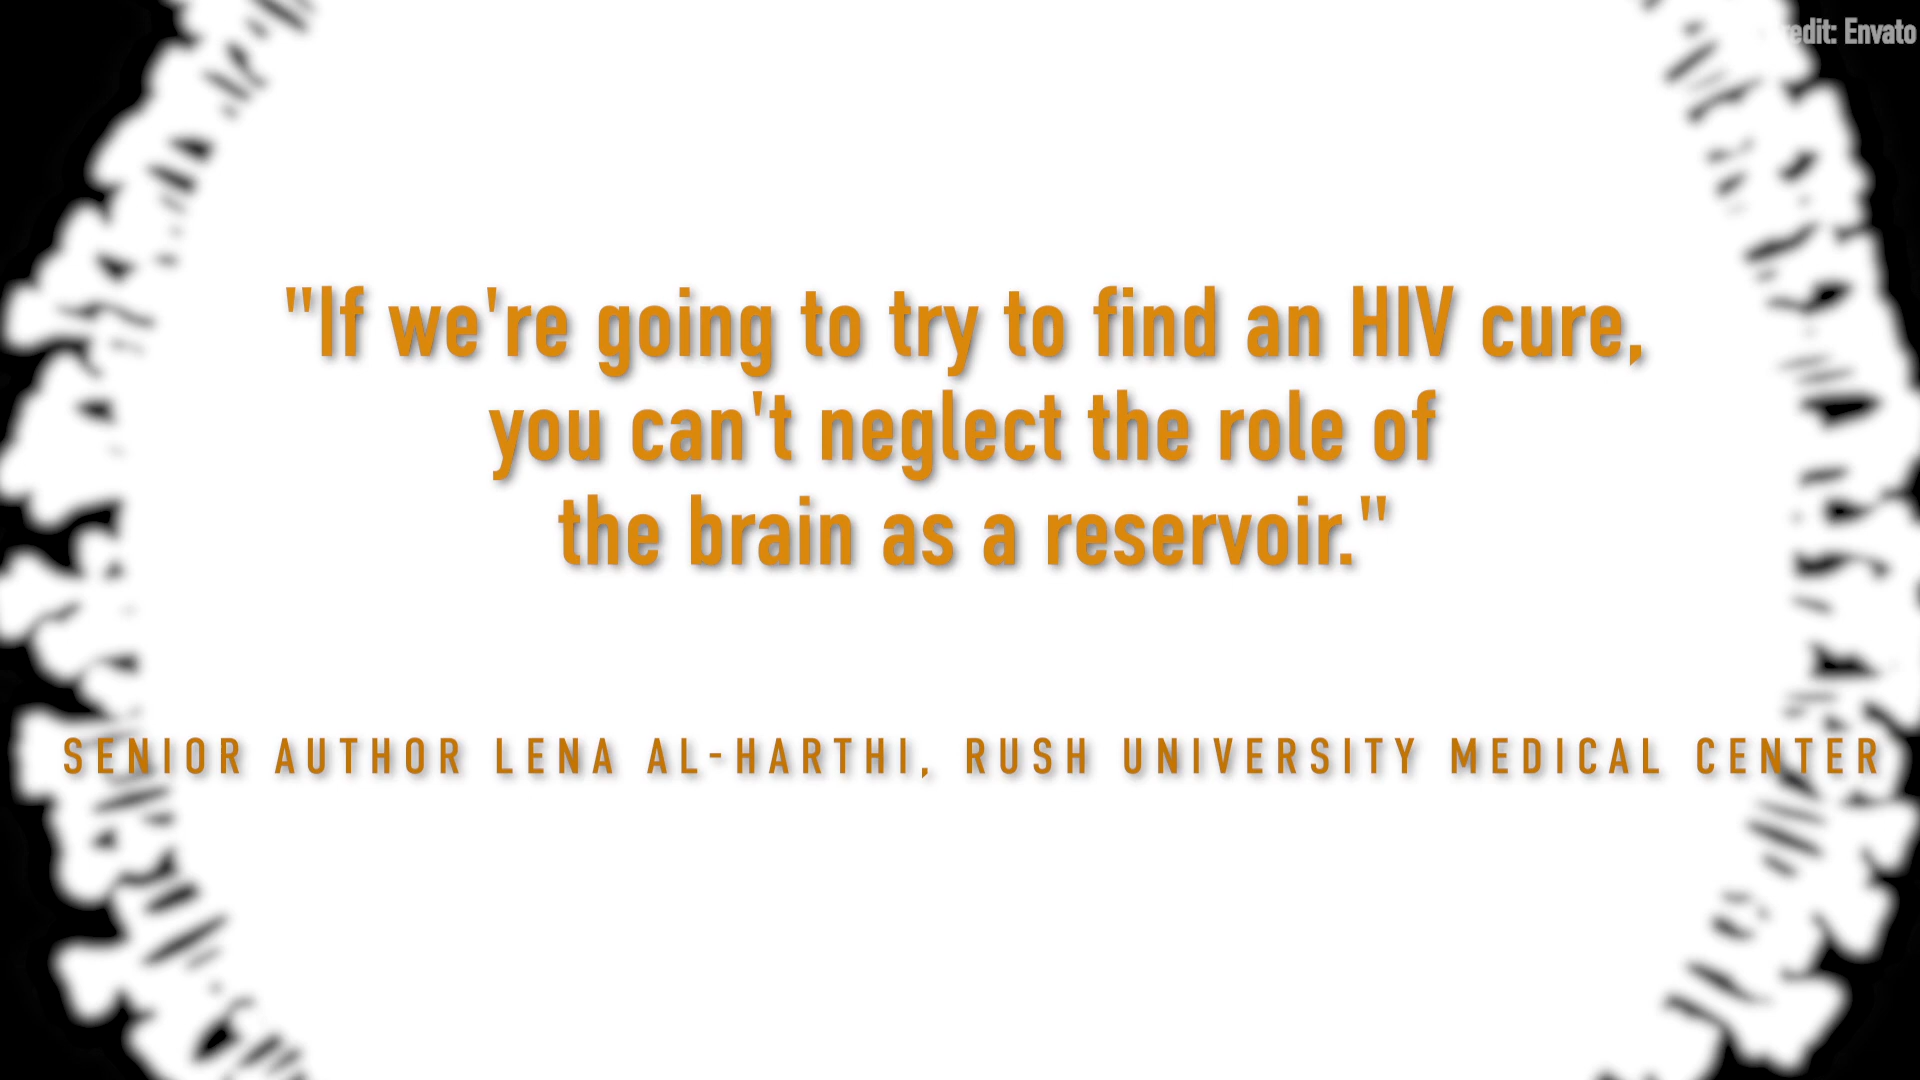 edit: Envato
"If we're going to try to find an HIV cure,
you can't neglect the role of
the brain as a reservoir."
SENIOR AUTHOR LENA AL-HARTHI, RUSH UNIVERSITY MEDICAL CENTER